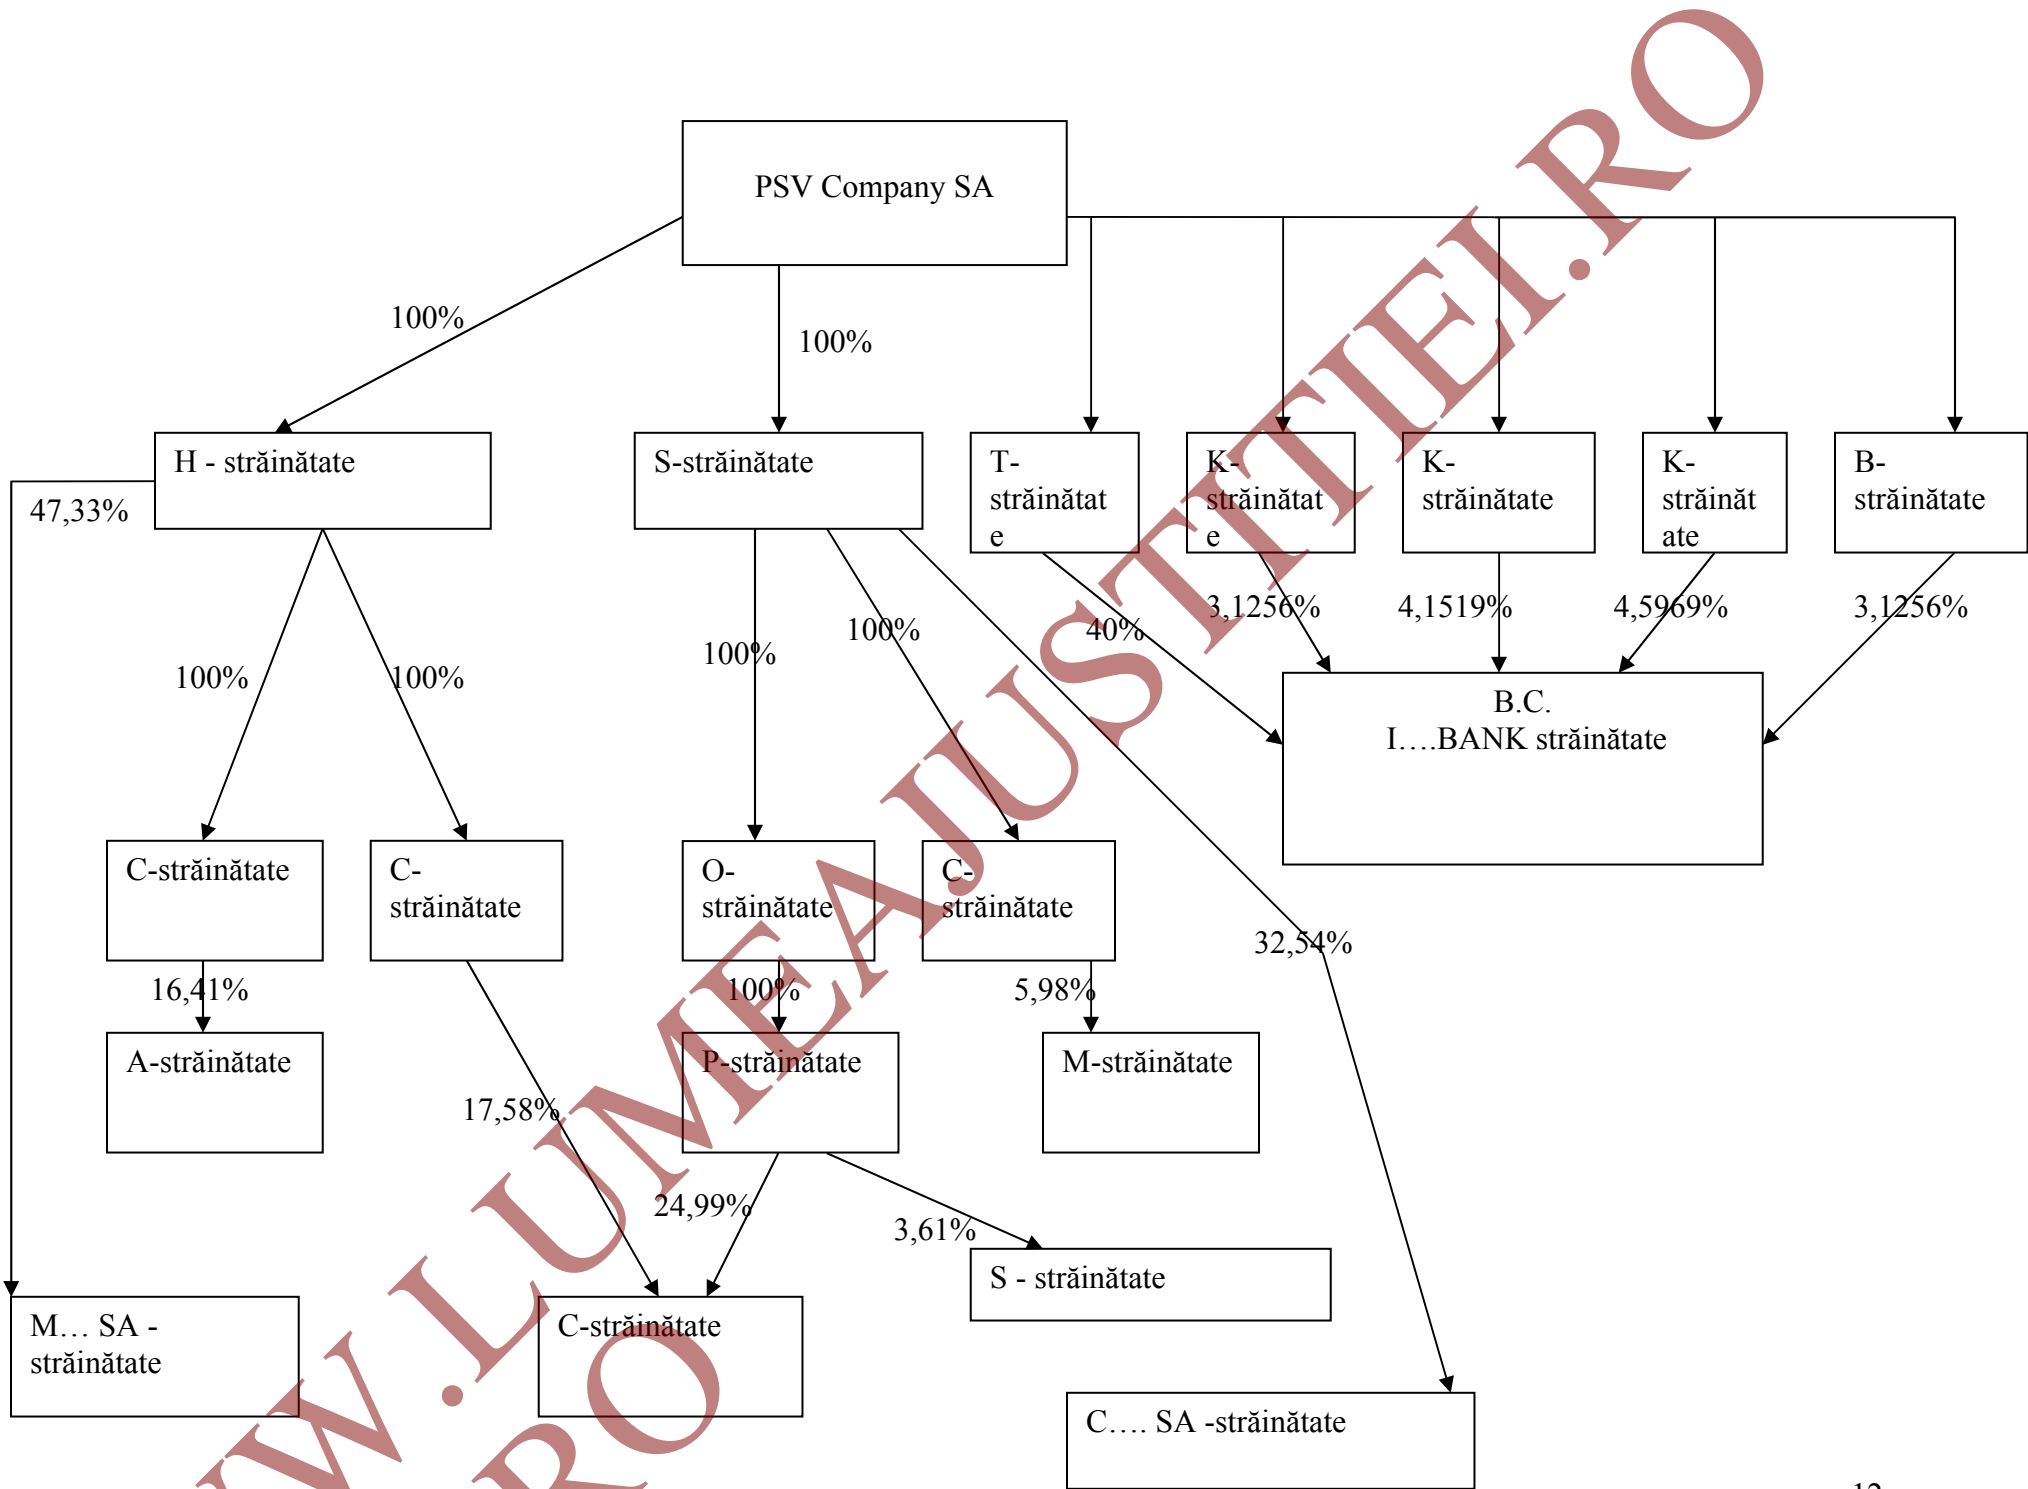 PSV Company SA
100%
100%
H - străinătate
S-străinătate
T-
străinătat
e
K-
străinătat
e
K-
străinătate
K-
străinăt
ate
B-
străinătate
47,33%
100%
100%
100%
100%
40%
3,1256%
4,1519%
4,5969%
3,1256%
B.C.
I….BANK străinătate
C-străinătate
C-
străinătate
O-
străinătate
C-
străinătate
32,54%
16,41%
100%
5,98%
A-străinătate
P-străinătate
M-străinătate
17,58%
24,99%
3,61%
S - străinătate
M… SA -
străinătate
C-străinătate
C…. SA -străinătate
12
W.LUMEAJUSTITIEI.RO
RO